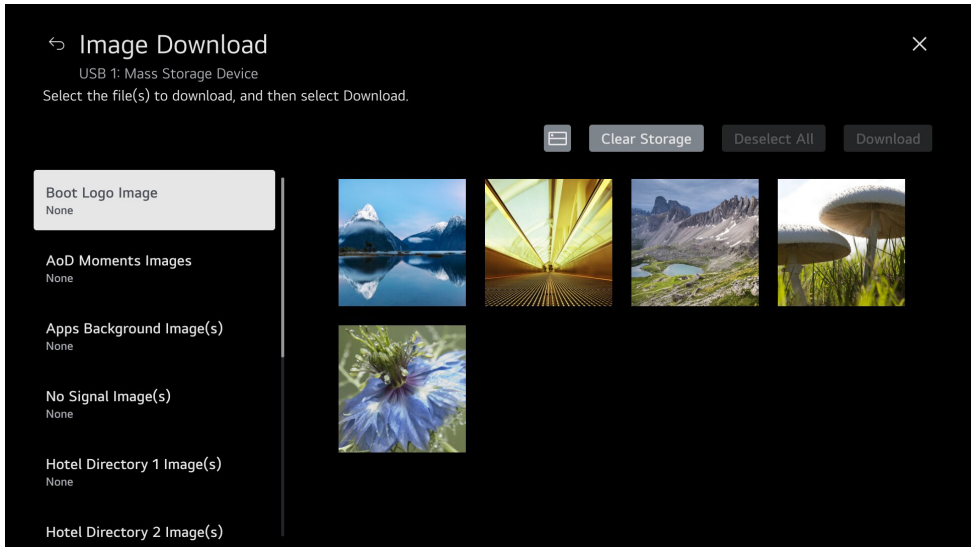 Image Download
USB 1: Mass Storage Device
Select the file(s) to download, and then select Download.
Clear Storage
Deselect All
Download
Boot Logo Image
None
AoD Moments Images
None
Apps Background Image(s)
None
No Signal Image(s)
None
Hotel Directory 1 Image(s)
None
Hotel Directory 2 Image(s)